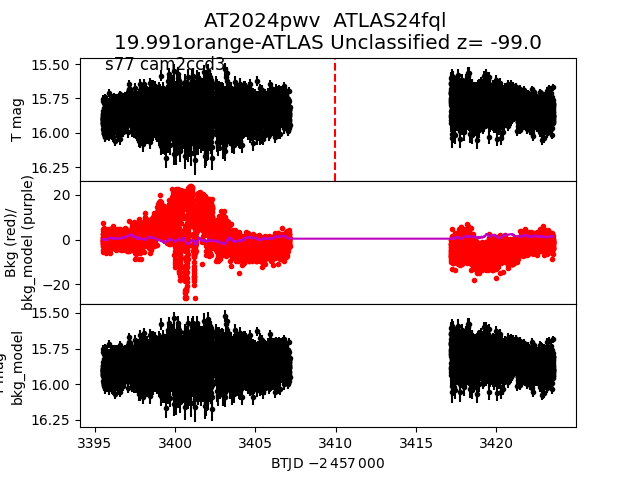 AT2024pwv  ATLAS24fql
19.991orange-ATLAS Unclassified z= -99.0
s77 cam2ccd3
15.50
15.75
16.00
16.25
T mag
20
0
−20
Bkg (red)/
bkg_model (purple)
15.50
15.75
16.00
16.25
mag
bkg_model
3395
3400
3405
3410
3415
3420
BTJD −2 457 000